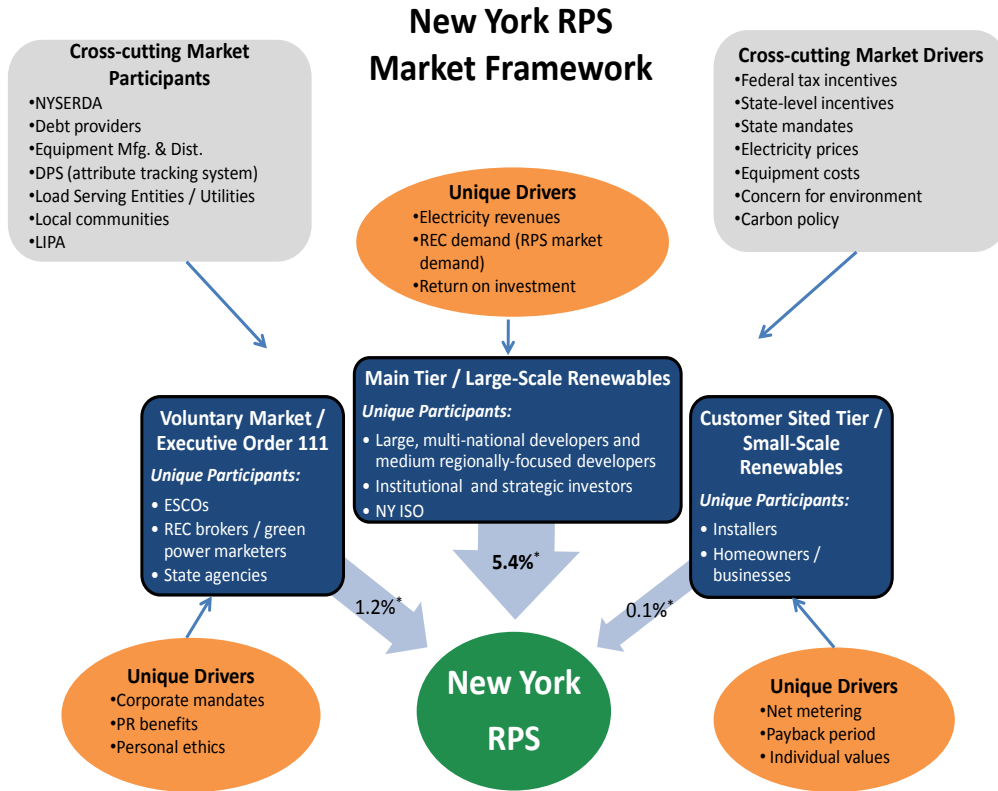 New York RPS
Market Framework
Cross-cutting Market
Participants
•NYSERDA
•Debt providers
•Equipment Mfg. & Dist.
•DPS (attribute tracking system)
•Load Serving Entities / Utilities
•Local communities
•LIPA
Cross-cutting Market Drivers
•Federal tax incentives
•State-level incentives
•State mandates
•Electricity prices
•Equipment costs
•Concern for environment
•Carbon policy
Unique Drivers
•Electricity revenues
•REC demand (RPS market
demand)
•Return on investment
Voluntary Market /
Executive Order 111
Unique Participants:
• ESCOs
• REC brokers / green
power marketers
• State agencies
Main Tier / Large-Scale Renewables
Unique Participants:
• Large, multi-national developers and
medium regionally-focused developers
• Institutional and strategic investors
• NY ISO
Customer Sited Tier /
Small-Scale
Renewables
Unique Participants:
• Installers
• Homeowners /
businesses
1.2%*
5.4%*
0.1%*
Unique Drivers
•Corporate mandates
•PR benefits
•Personal ethics
New York
RPS
Unique Drivers
•Net metering
•Payback period
•Individual values